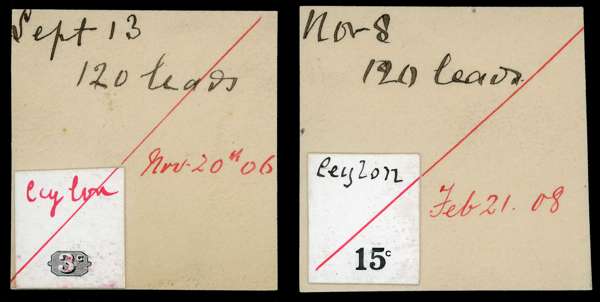 Sept 13
120 leads
Nov. 20th 06
Ceylon
3c
Nov 8
120 leads
Ceylon
Feb 21. 08
15c